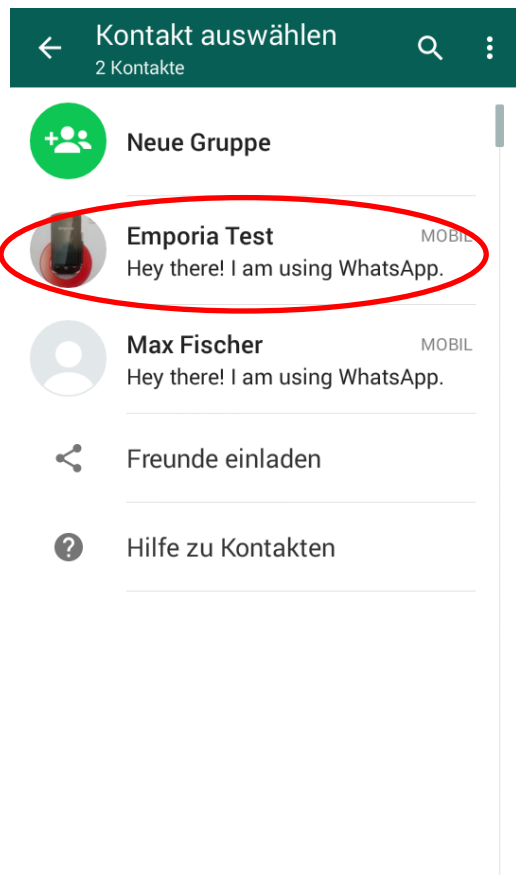 Kontakt auswählen
2 Kontakte
Neue Gruppe
Emporia Test MOBIL
Hey there! I am using WhatsApp.
Max Fischer MOBIL
Hey there! I am using WhatsApp.
Freunde einladen
Hilfe zu Kontakten